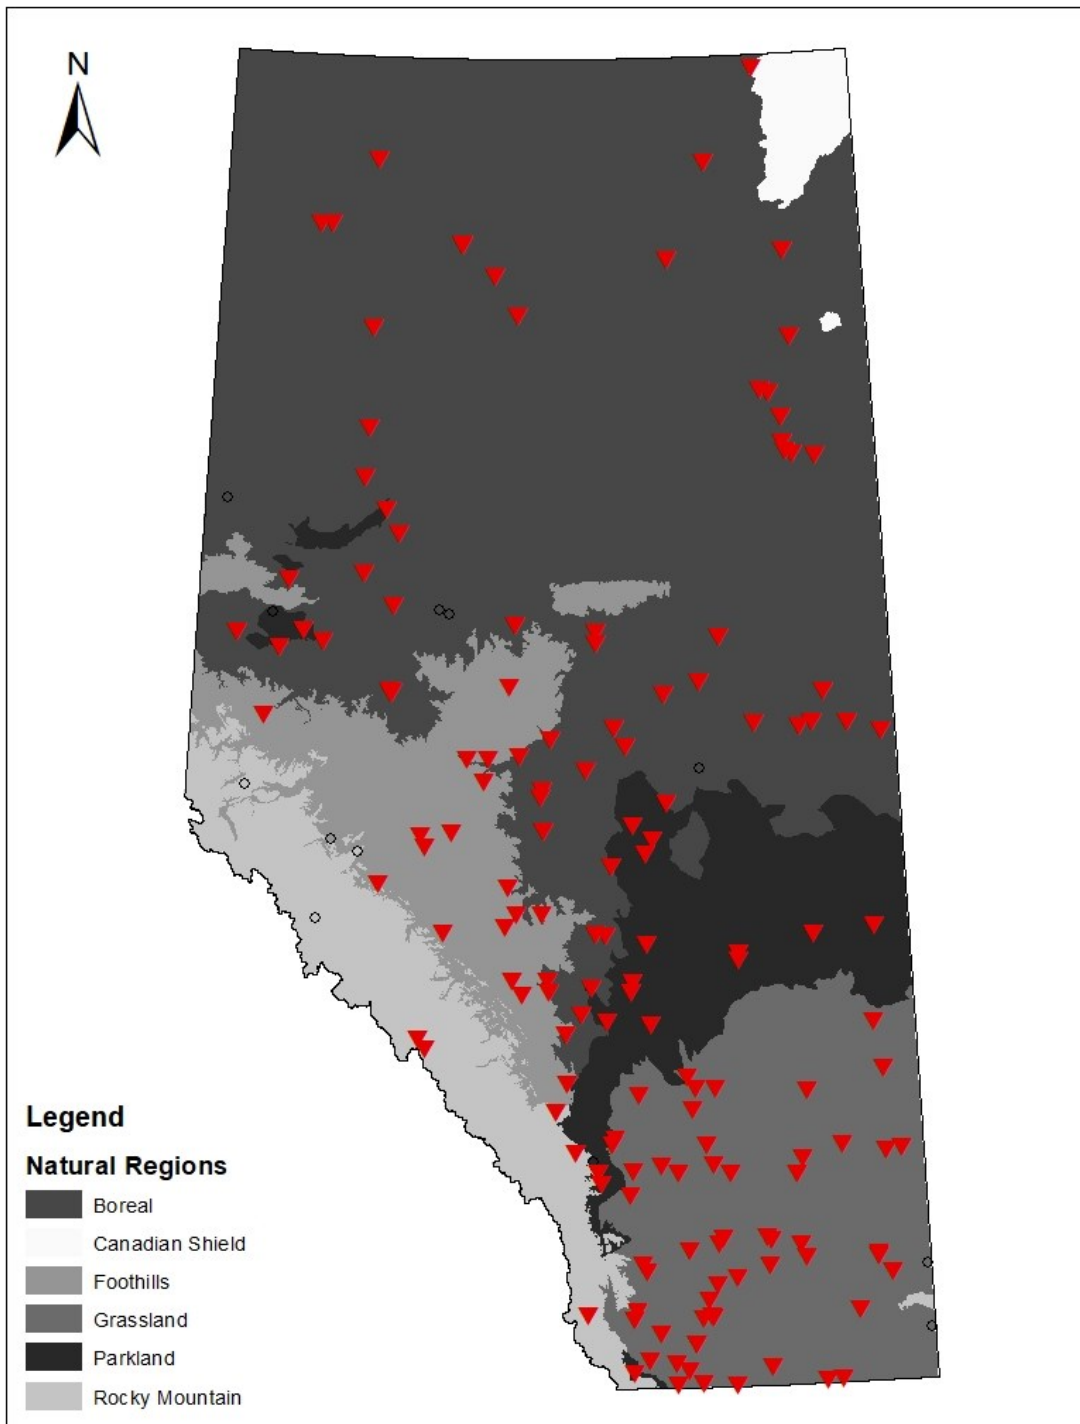 N
Legend
Natural Regions
Boreal
Canadian Shield
Foothills
Grassland
Parkland
Rocky Mountain